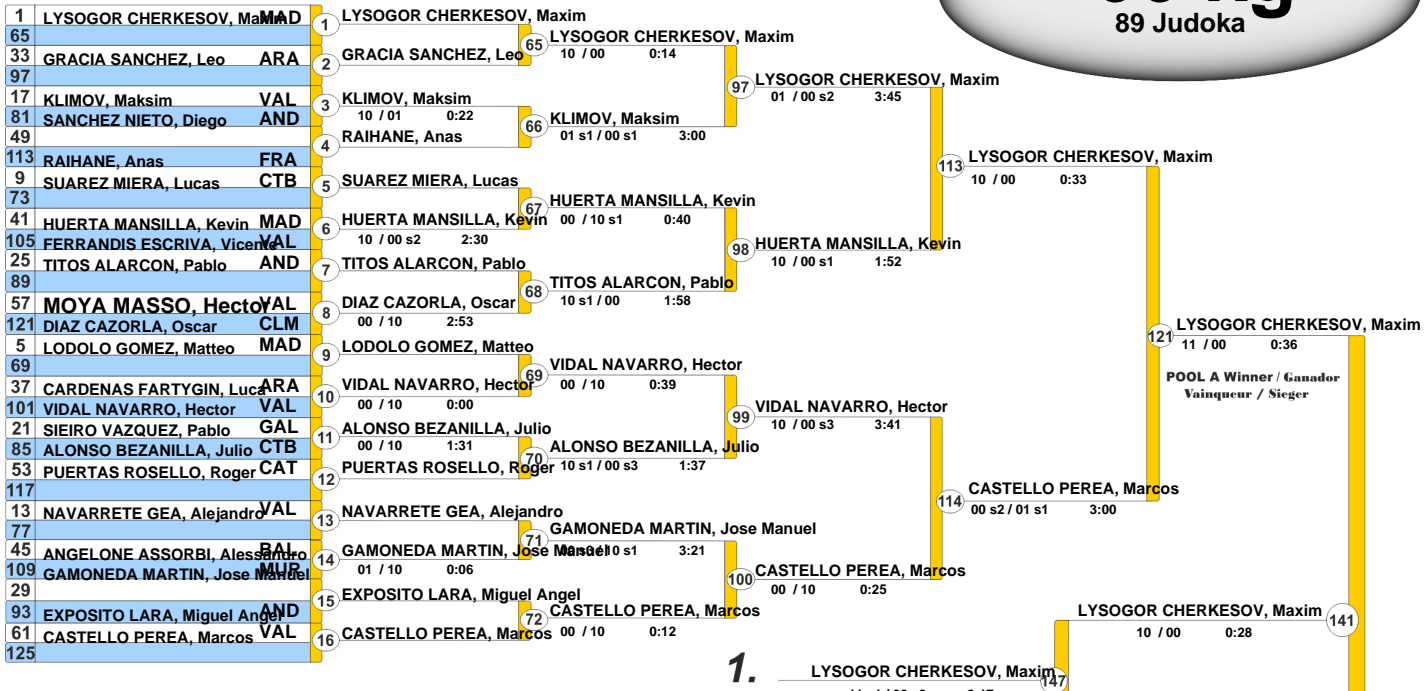 89 Judoka
1 LYSOGOR CHERKESOV, Maxim MAD
65
33 GRACIA SANCHEZ, Leo ARA
97
17 KLIMOV, Maksim VAL
81 SANCHEZ NIETO, Diego AND
49
113 RAIHANE, Anas FRA
9 SUAREZ MIERA, Lucas CTB
73
41 HUERTA MANSILLA, Kevin MAD
105 FERRANDIS ESCRIVA, Vicente VAL
25 TITOS ALARCON, Pablo AND
89
57 MOYA MASSO, Hector VAL
121 DIAZ CAZORLA, Oscar CLM
5 LODOLO GOMEZ, Matteo MAD
69
37 CARDENAS FARTYGIN, Luca ARA
101 VIDAL NAVARRO, Hector VAL
21 SIEIRO VAZQUEZ, Pablo GAL
85 ALONSO BEZANILLA, Julio CTB
53 PUERTAS ROSELLO, Roger CAT
117
13 NAVARRETE GEA, Alejandro VAL
77
45 ANGELONE ASSORBI, Alessandro BAL
109 GAMONEDA MARTIN, Jose Manuel MUR
29
93 EXPOSITO LARA, Miguel Angel AND
61 CASTELLO PEREA, Marcos VAL
125
1 LYSOGOR CHERKESOV, Maxim
2 GRACIA SANCHEZ, Leo
3 KLIMOV, Maksim
10 / 01 0:22
4 RAIHANE, Anas
5 SUAREZ MIERA, Lucas
6 HUERTA MANSILLA, Kevin
10 / 00 s2 2:30
7 TITOS ALARCON, Pablo
8 DIAZ CAZORLA, Oscar
00 / 10 2:53
9 LODOLO GOMEZ, Matteo
10 VIDAL NAVARRO, Hector
00 / 10 0:00
11 ALONSO BEZANILLA, Julio
00 / 10 1:31
12 PUERTAS ROSELLO, Roger
13 NAVARRETE GEA, Alejandro
14 GAMONEDA MARTIN, Jose Manuel
01 / 10 0:06
15 EXPOSITO LARA, Miguel Angel
16 CASTELLO PEREA, Marcos
65 LYSOGOR CHERKESOV, Maxim
10 / 00 0:14
66 KLIMOV, Maksim
01 s1 / 00 s1 3:00
67 HUERTA MANSILLA, Kevin
00 / 10 s1 0:40
68 TITOS ALARCON, Pablo
10 s1 / 00 1:58
69 VIDAL NAVARRO, Hector
00 / 10 0:39
70 ALONSO BEZANILLA, Julio
10 s1 / 00 s3 1:37
71 GAMONEDA MARTIN, Jose Manuel
/ 10 s1 3:21
72 CASTELLO PEREA, Marcos
00 / 10 0:12
97 LYSOGOR CHERKESOV, Maxim
01 / 00 s2 3:45
98 HUERTA MANSILLA, Kevin
10 / 00 s1 1:52
99 VIDAL NAVARRO, Hector
10 / 00 s3 3:41
100 CASTELLO PEREA, Marcos
00 / 10 0:25
113 LYSOGOR CHERKESOV, Maxim
10 / 00 0:33
114 CASTELLO PEREA, Marcos
00 s2 / 01 s1 3:00
121 LYSOGOR CHERKESOV, Maxim
11 / 00 0:36
POOL A Winner / Ganador
Vainqueur / Sieger
LYSOGOR CHERKESOV, Maxim 141
10 / 00 0:28
1. LYSOGOR CHERKESOV, Maxim 147